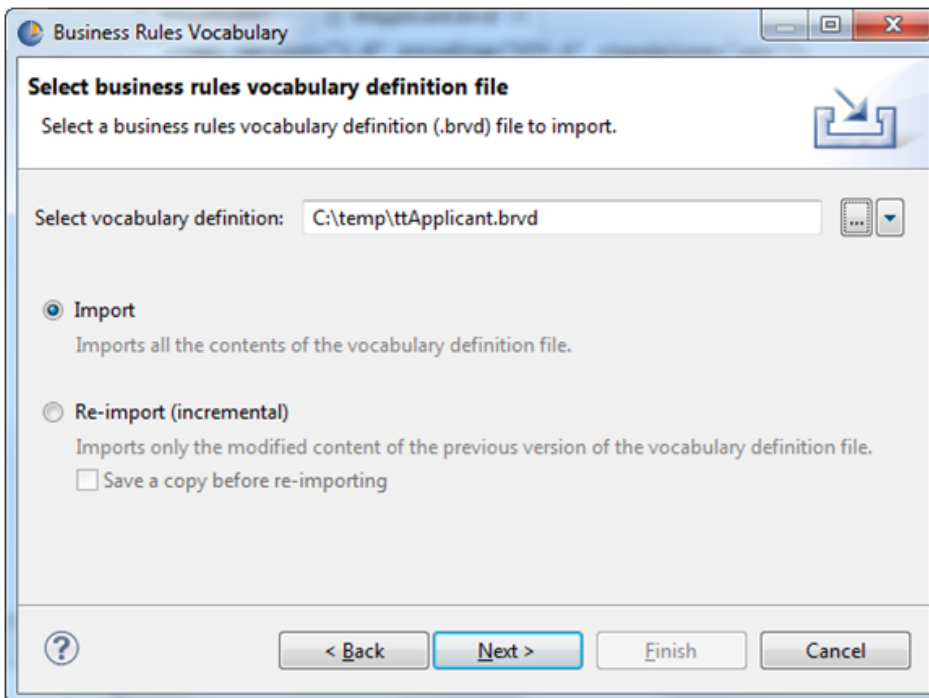 Business Rules Vocabulary
Select business rules vocabulary definition file
Select a business rules vocabulary definition (.brvd) file to import.
Select vocabulary definition: C:\temp\ttApplicant.brvd ...
Import
Imports all the contents of the vocabulary definition file.
Re-import (incremental)
Imports only the modified content of the previous version of the vocabulary definition file.
Save a copy before re-importing
? < Back Next > Finish Cancel